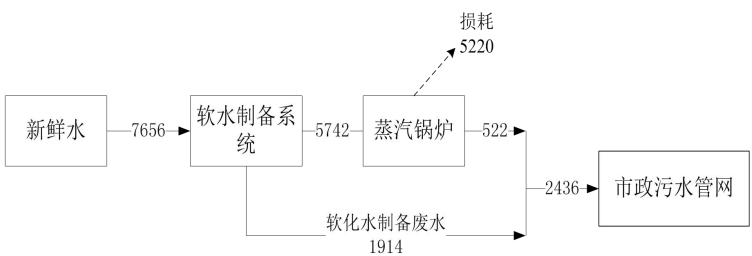 损耗
5220
新鲜水
7656
软水制备系
统
5742
蒸汽锅炉
522
2436
市政污水管网
软化水制备废水
1914